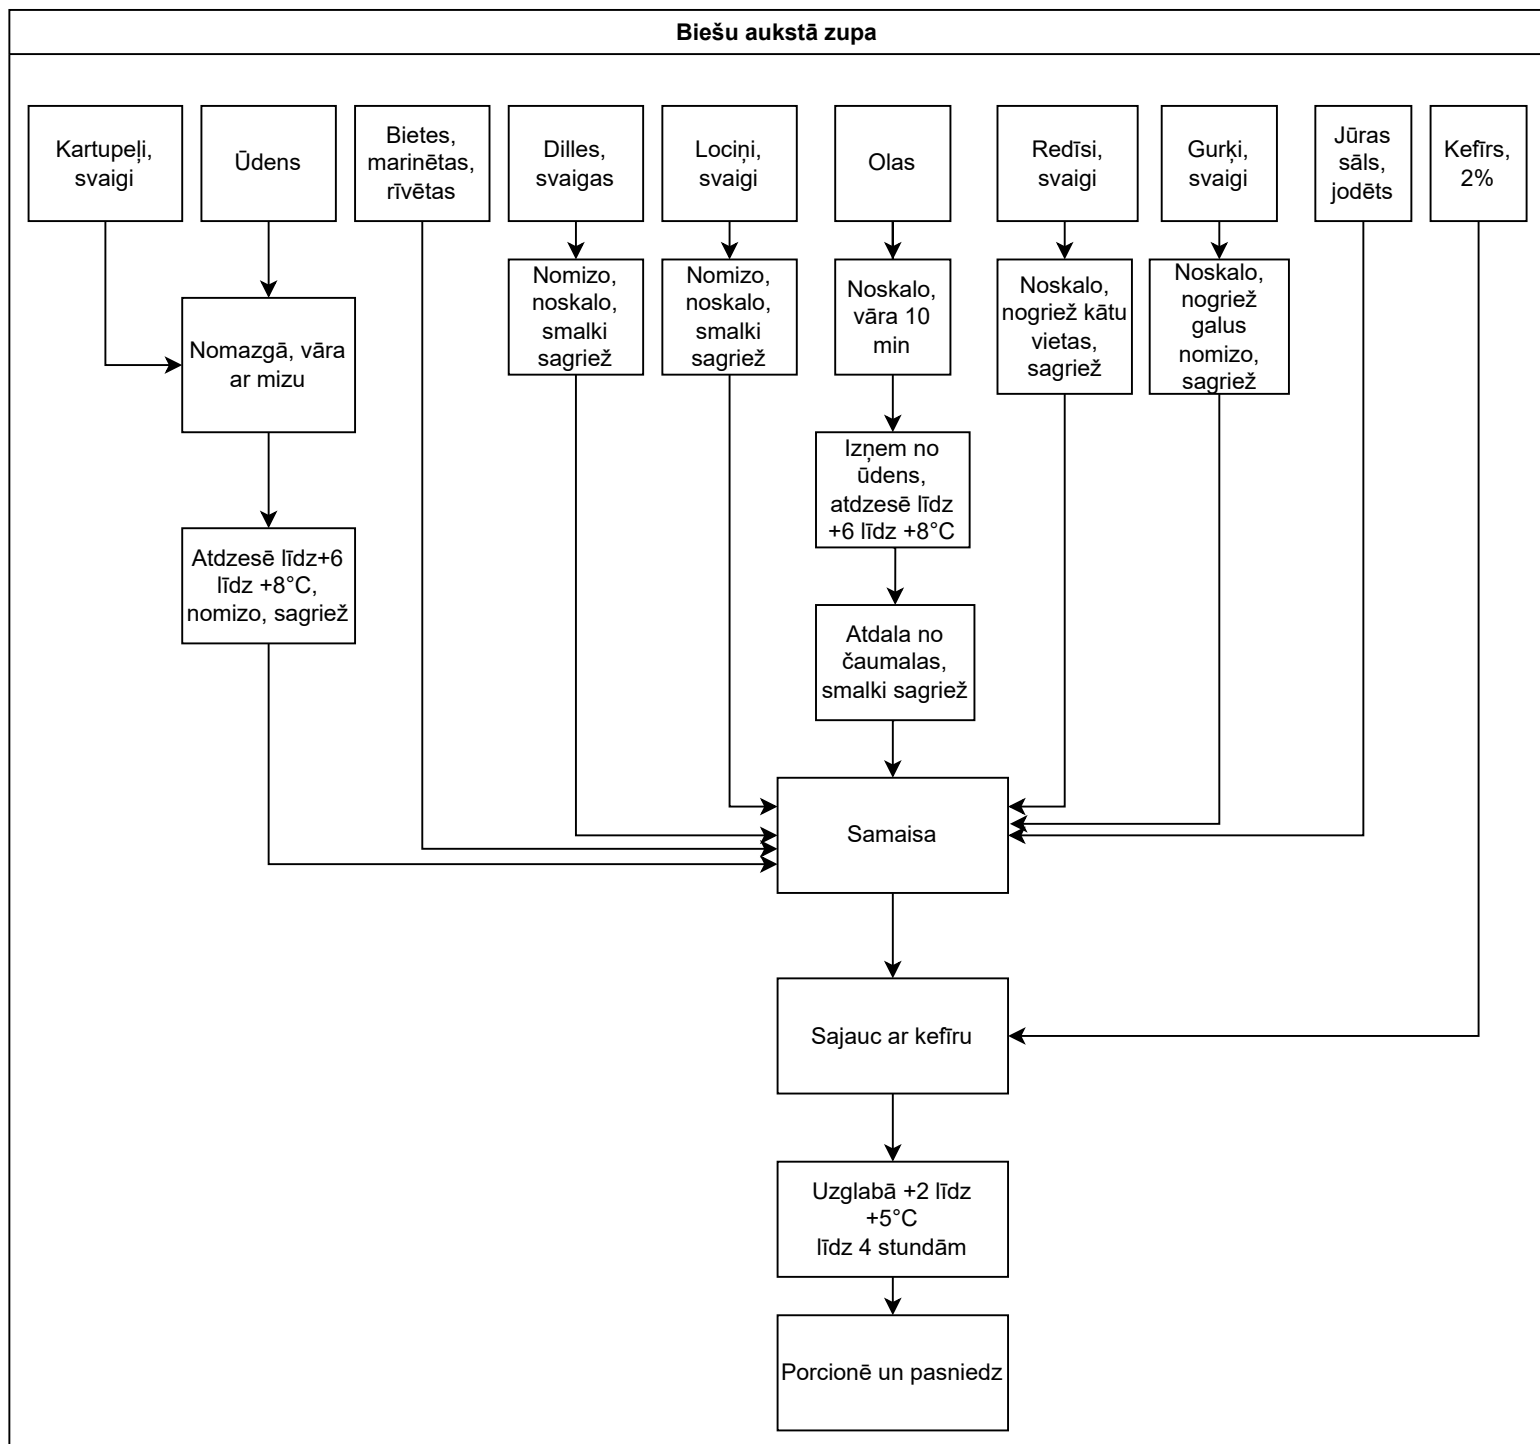 Biešu aukstā zupa
Kartupeļi,
svaigi
Ūdens
Bietes,
marinētas,
rīvētas
Dilles,
svaigas
Lociņi,
svaigi
Olas
Redīsi,
svaigi
Gurķi,
svaigi
Jūras
sāls,
jodēts
Kefīrs,
2%
Nomazgā, vāra
ar mizu
Nomizo,
noskalo,
smalki
sagriež
Nomizo,
noskalo,
smalki
sagriež
Noskalo,
vāra 10
min
Noskalo,
nogriež kātu
vietas,
sagriež
Noskalo,
nogriež
galus
nomizo,
sagriež
Izņem no
ūdens,
atdzesē līdz
+6 līdz +8°C
Atdzesē līdz+6
līdz +8°C,
nomizo, sagriež
Atdala no
čaumalas,
smalki sagriež
Samaisa
Sajauc ar kefīru
Uzglabā +2 līdz
+5°C
līdz 4 stundām
Porcionē un pasniedz